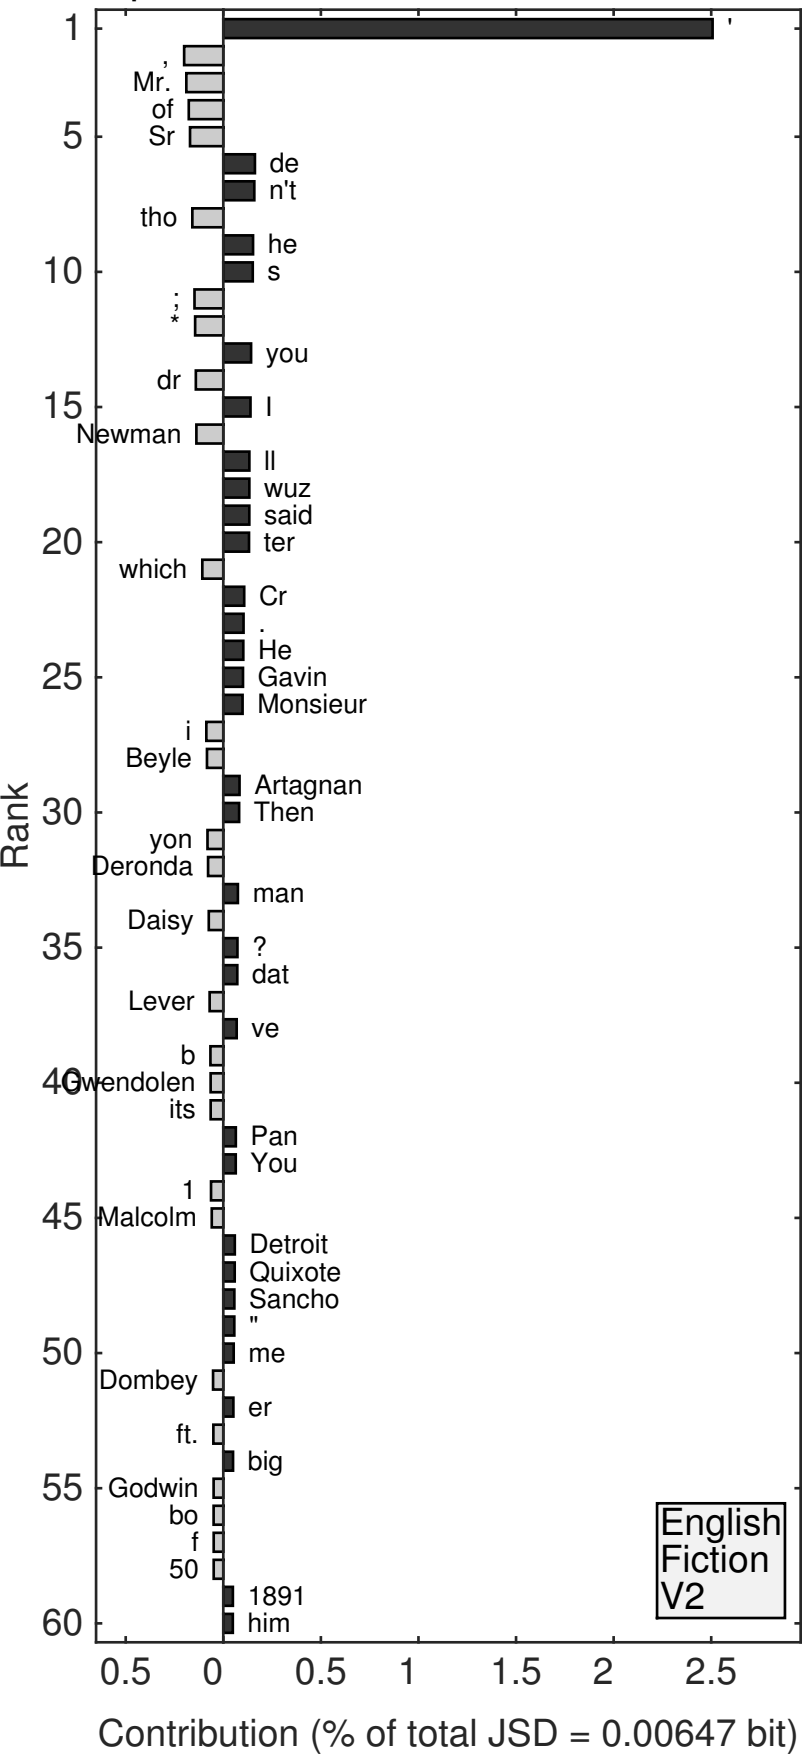 1
'
,
Mr.
of
5
Sr
de
n't
tho
he
10
s
;
*
you
dr
15
I
Newman
ll
wuz
said
20
ter
which
Cr
.
He
25
Gavin
Monsieur
i
Beyle
Artagnan
30
Then
yon
Deronda
man
Daisy
35
?
dat
Lever
ve
b
40
Gwendolen
its
Pan
You
1
45
Malcolm
Detroit
Quixote
Sancho
"
50
me
Dombey
er
ft.
big
55
Godwin
bo
f
50
1891
60
him
Rank
English
Fiction
V2
0.5 0 0.5 1 1.5 2 2.5
Contribution (% of total JSD = 0.00647 bit)